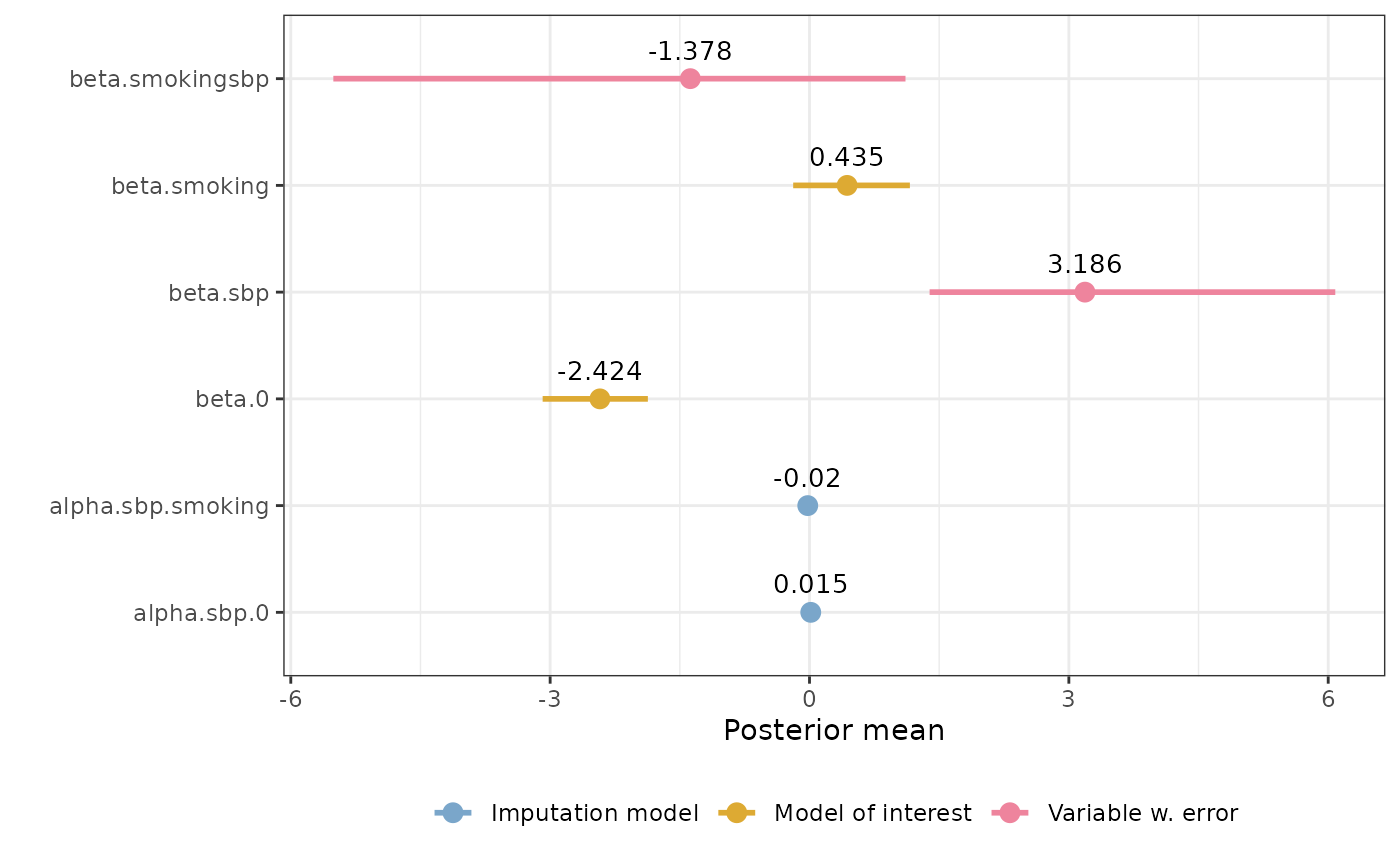 -1.378
beta.smokingsbp
0.435
beta.smoking
3.186
beta.sbp
-2.424
beta.0
-0.02
alpha.sbp.smoking
0.015
alpha.sbp.0
-6 -3 0 3 6
Posterior mean
Imputation model Model of interest Variable w. error